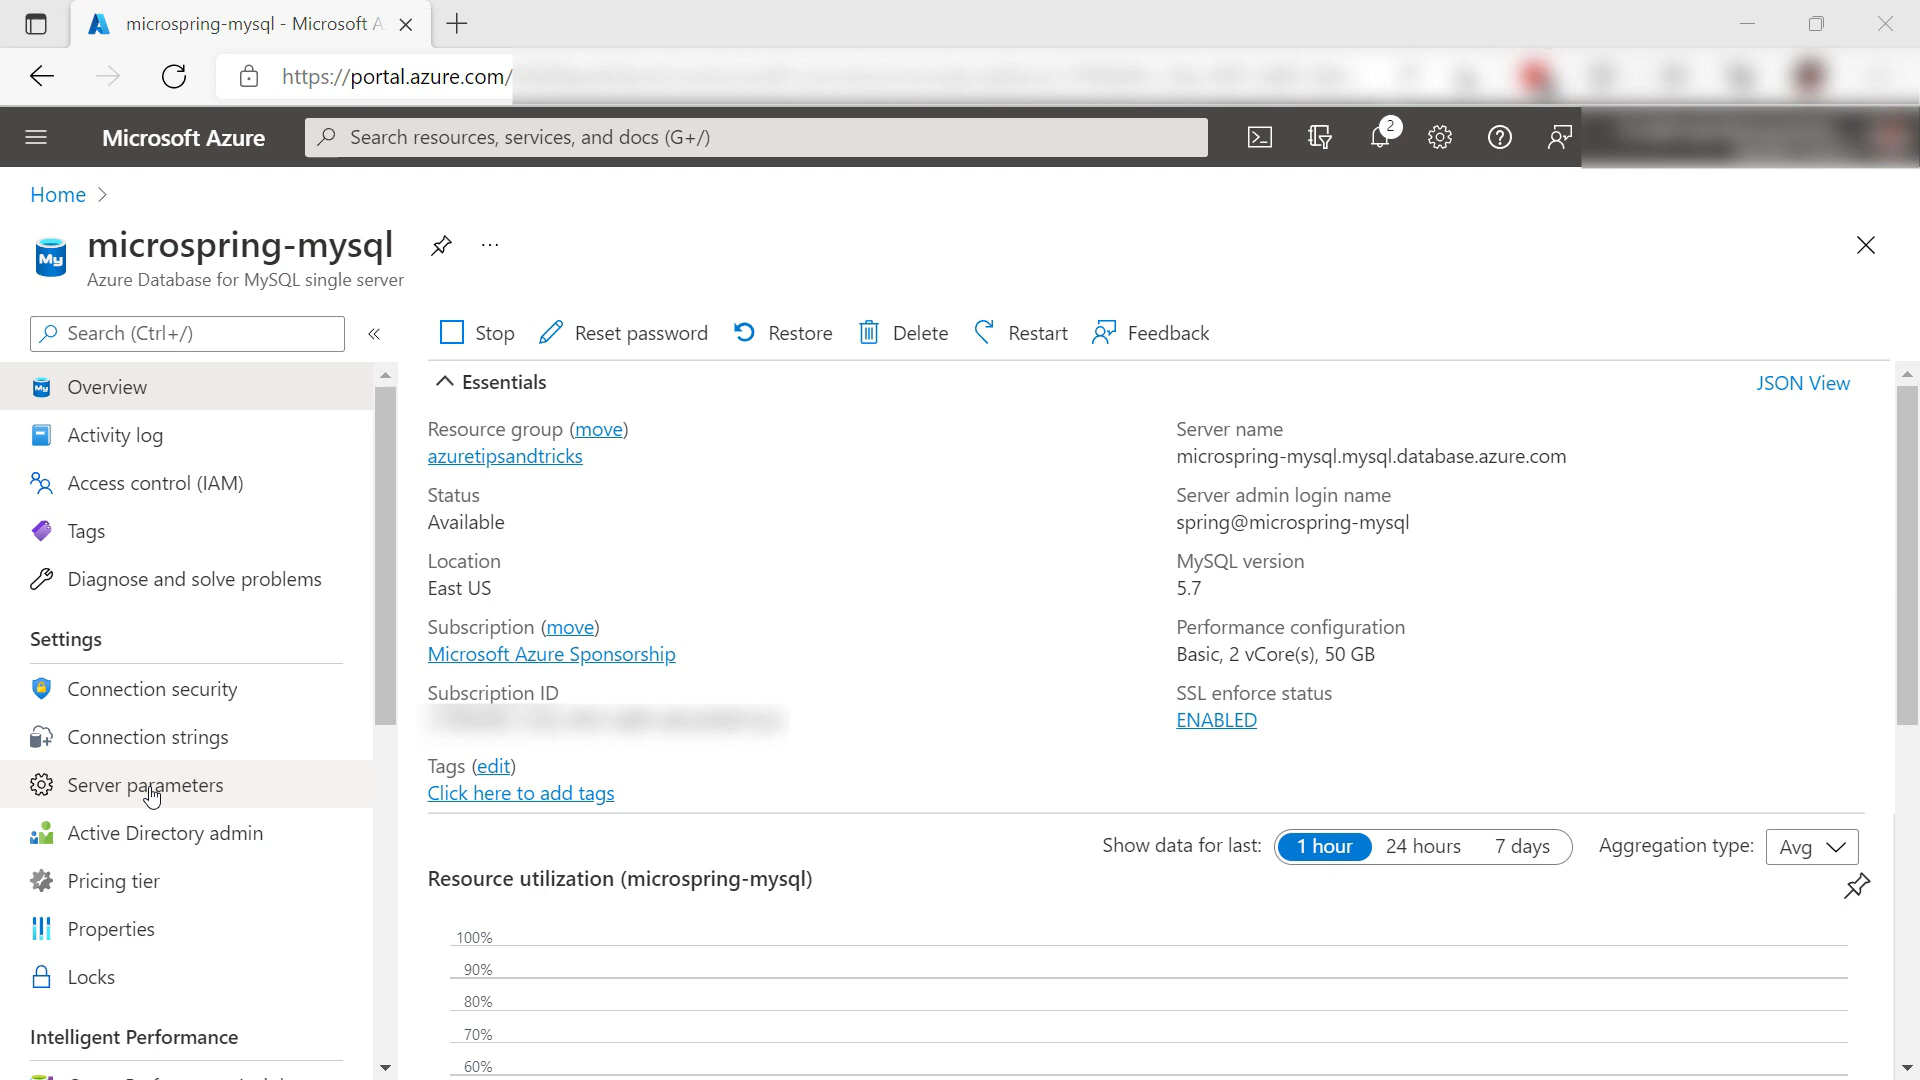 microspring-mysql - Microsoft A
https://portal.azure.com/
Microsoft Azure
Search resources, services, and docs (G+/)
2
Home
microspring-mysql
Azure Database for MySQL single server
My
Search (Ctrl+/)
Stop
Reset password
Restore
Delete
Restart
Feedback
Overview
Activity log
Access control (IAM)
Tags
Diagnose and solve problems
Settings
Connection security
Connection strings
Server parameters
Active Directory admin
Pricing tier
Properties
Locks
Intelligent Performance
Essentials
JSON View
Resource group (move)
azuretipsandtricks
Status
Available
Location
East US
Subscription (move)
Microsoft Azure Sponsorship
Subscription ID
Tags (edit)
Click here to add tags
Server name
microspring-mysql.mysql.database.azure.com
Server admin login name
spring@microspring-mysql
MySQL version
5.7
Performance configuration
Basic, 2 vCore(s), 50 GB
SSL enforce status
ENABLED
Show data for last:
1 hour
24 hours
7 days
Aggregation type:
Avg
Resource utilization (microspring-mysql)
100%
90%
80%
70%
60%